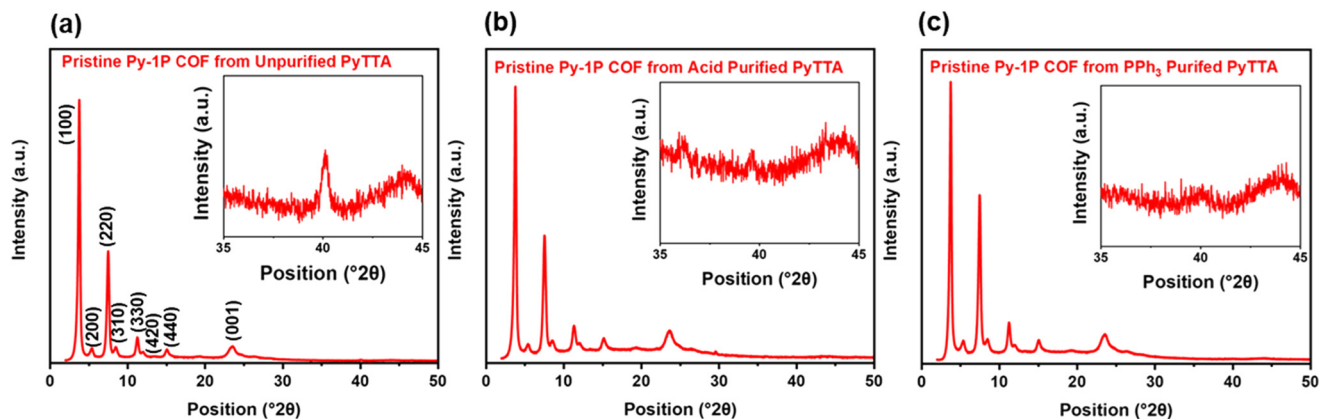 (a)
Pristine Py-1P COF from Unpurified PyTTA
Intensity (a.u.)
(100)
(200)
(220)
(310)
(330)
(420)
(440)
(001)
Intensity (a.u.)
35 40 45
Position (°2θ)
0 10 20 30 40 50
Position (°2θ)
(b)
Pristine Py-1P COF from Acid Purified PyTTA
Intensity (a.u.)
Intensity (a.u.)
35 40 45
Position (°2θ)
0 10 20 30 40 50
Position (°2θ)
(c)
Pristine Py-1P COF from PPh₃ Purifed PyTTA
Intensity (a.u.)
Intensity (a.u.)
35 40 45
Position (°2θ)
0 10 20 30 40 50
Position (°2θ)